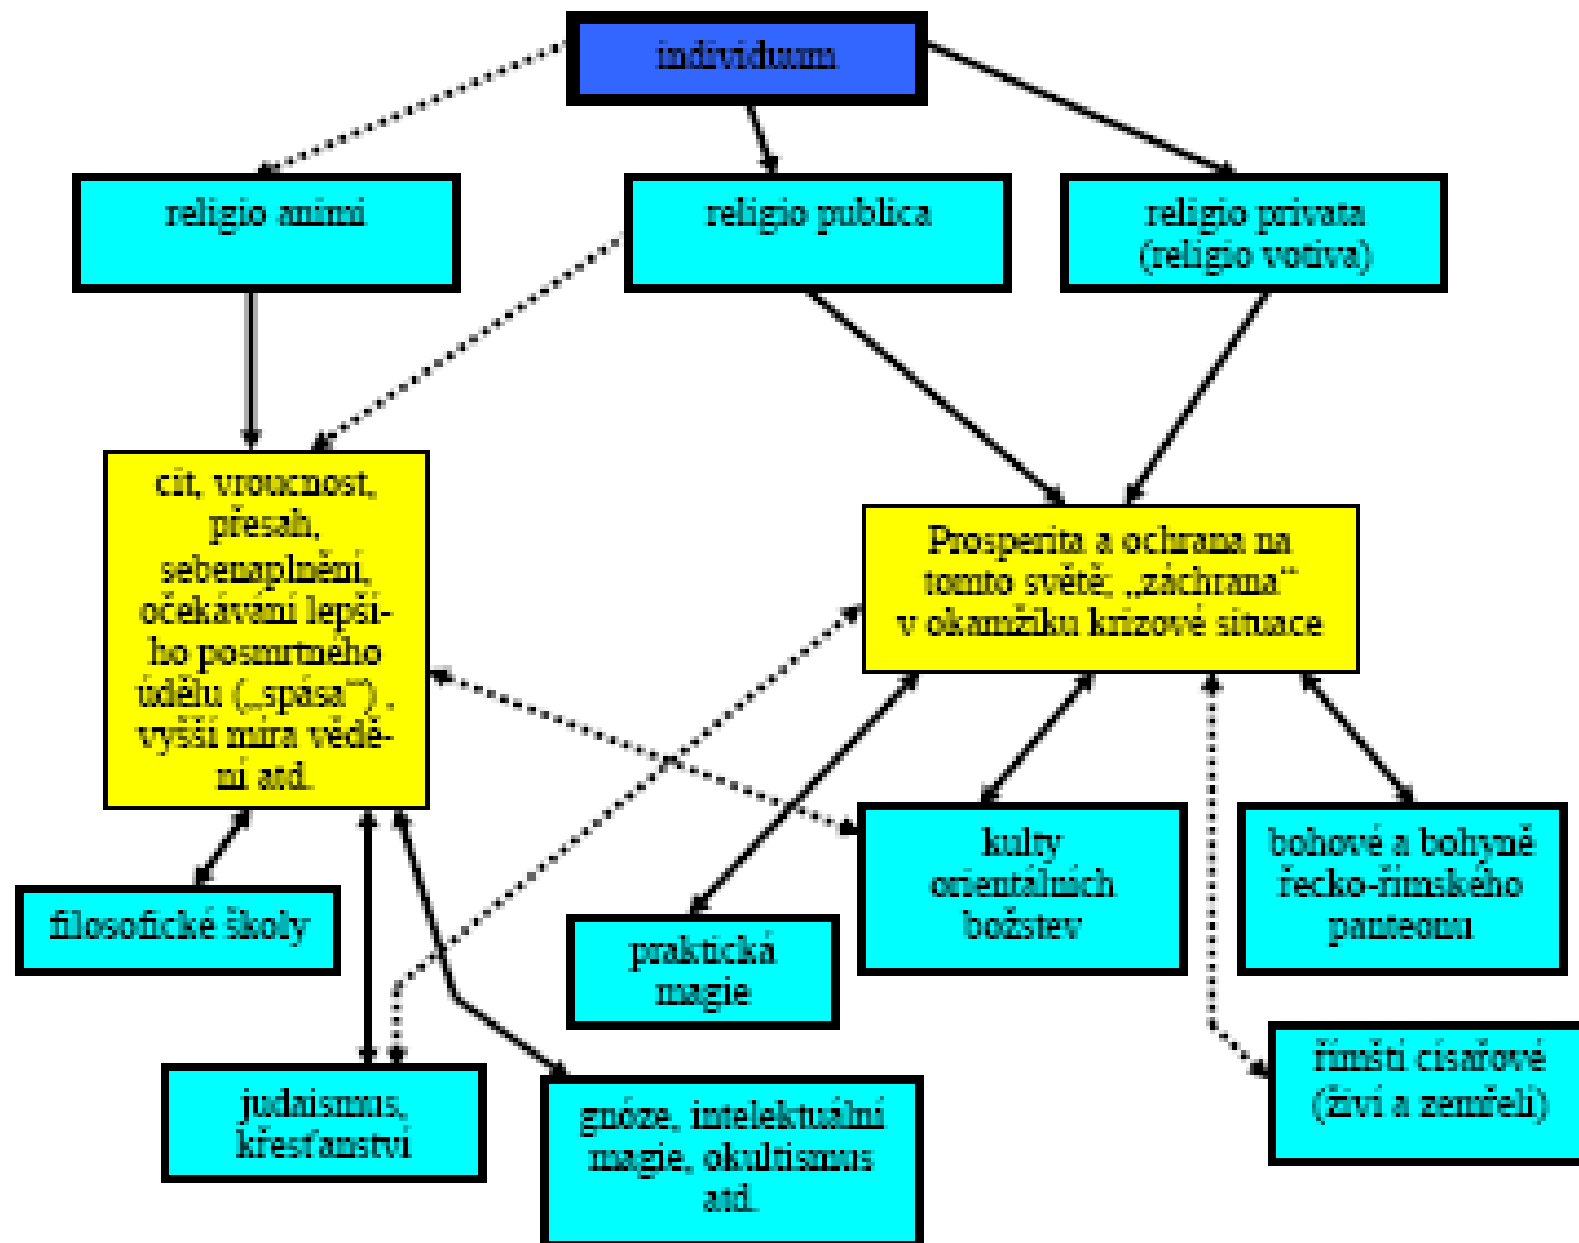 individuum
religio animi
religio publica
religio privata
(religio votiva)
cit, vroucnost,
přesah,
sebenaplnění,
očekávání lepší-
ho posmrtného
údělu („spása“) ,
vyšší míra vědě-
ní atd.
Prosperita a ochrana na
tomto světě; „záchrana“
v okamžiku krizové situace
filosofické školy
praktická
magie
kulty
orientálních
božstev
bohové a bohyně
řecko-římského
panteonu
judaismus,
křesťanství
gnóze, intelektuální
magie, okultismus
atd.
římští císařové
(živí a zemřelí)